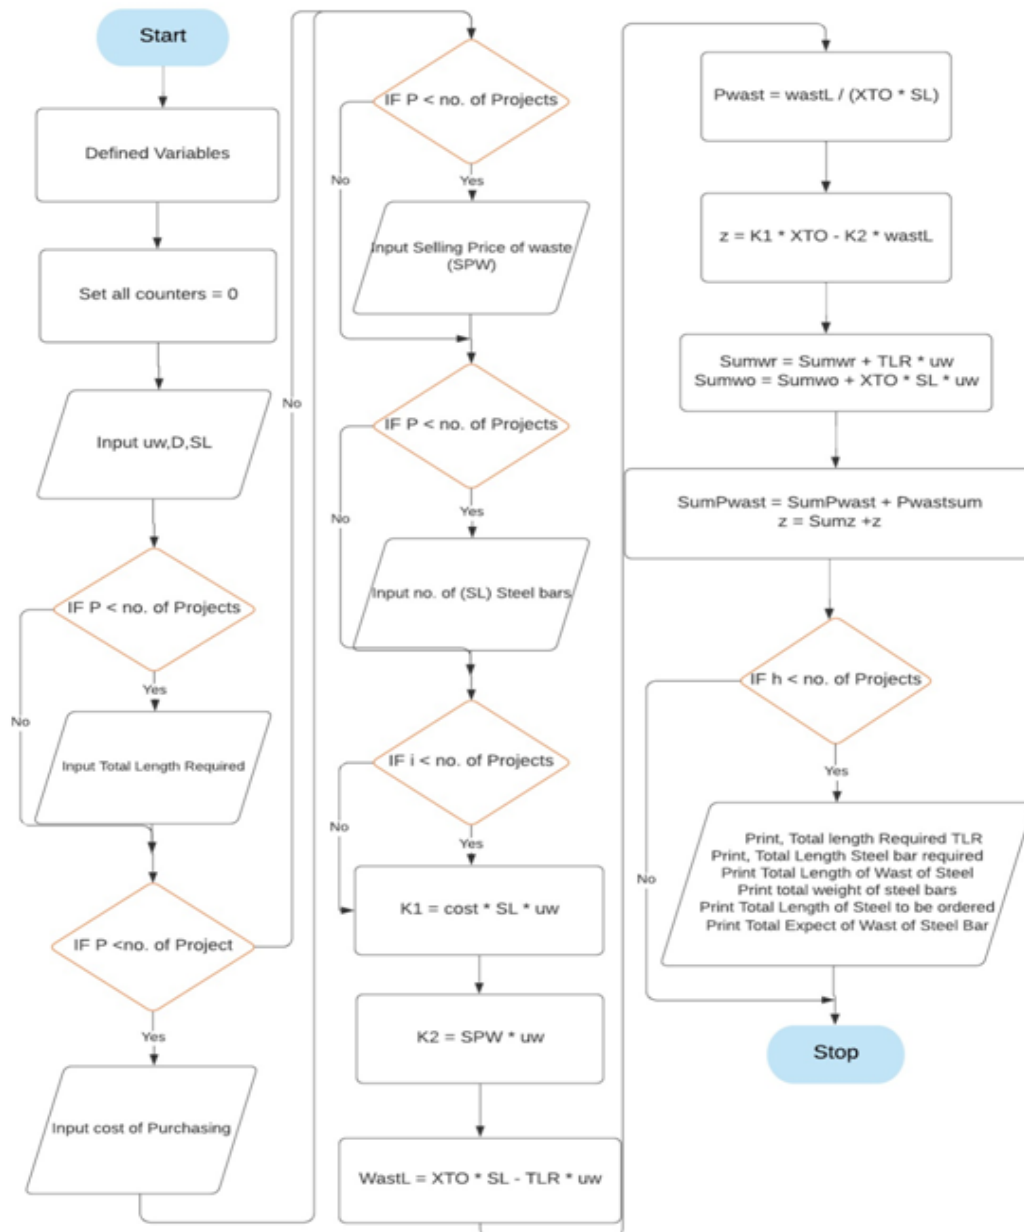 Start
Defined Variables
Set all counters = 0
Input uw,D,SL
IF P < no. of Projects
Yes
No
Input Total Length Required
IF P <no. of Project
No
Yes
Input cost of Purchasing
IF P < no. of Projects
No
Yes
Input Selling Price of waste
(SPW)
IF P < no. of Projects
Yes
No
Input no. of (SL) Steel bars
IF i < no. of Projects
No
Yes
K1 = cost * SL * uw
K2 = SPW * uw
WastL = XTO * SL - TLR * uw
Pwast = wastL / (XTO * SL)
z = K1 * XTO - K2 * wastL
Sumwr = Sumwr + TLR * uw
Sumwo = Sumwo + XTO * SL * uw
SumPwast = SumPwast + Pwastsum
z = Sumz +z
IF h < no. of Projects
Yes
No
Print, Total length Required TLR
Print, Total Length Steel bar required
Print Total Length of Wast of Steel
Print total weight of steel bars
Print Total Length of Steel to be ordered
Print Total Expect of Wast of Steel Bar
Stop